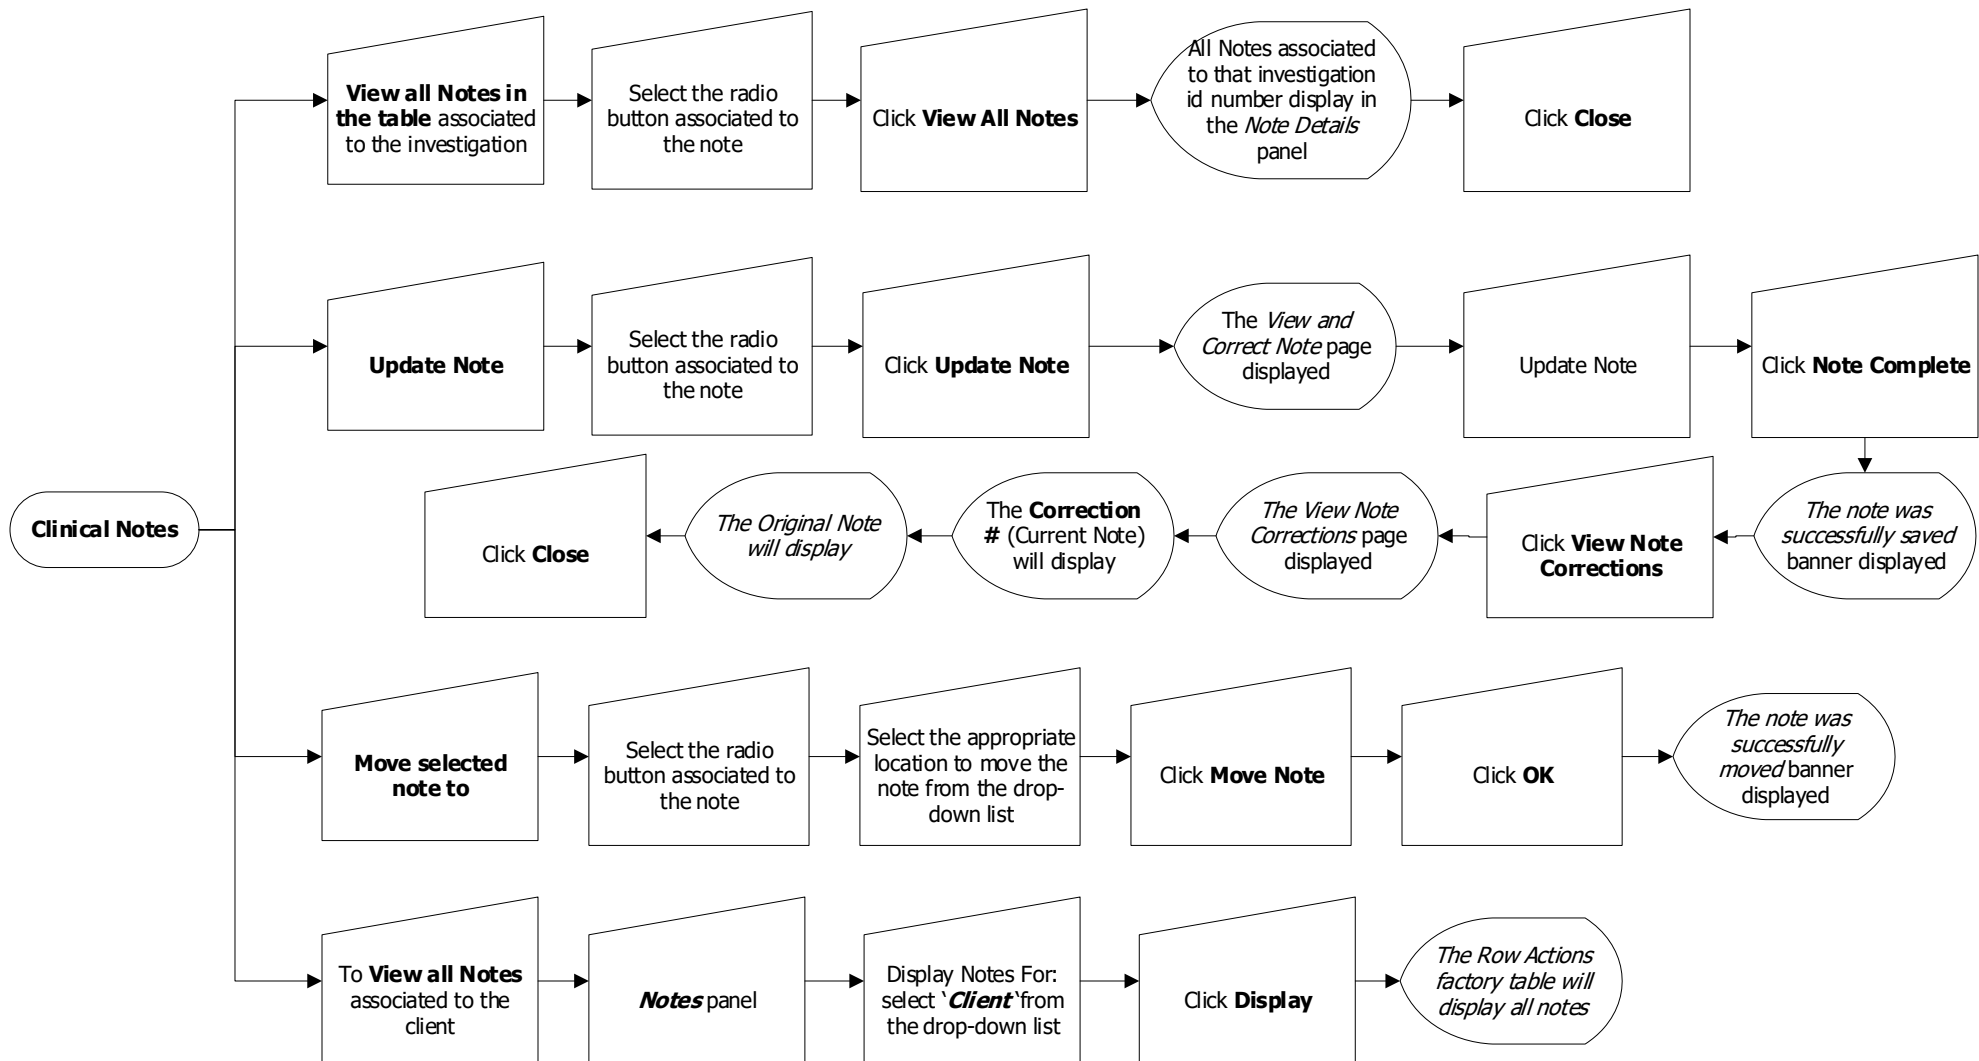 View all Notes in
the table associated
to the investigation
Select the radio
button associated to
the note
Click View All Notes
All Notes associated
to that investigation
id number display in
the Note Details
panel
Click Close
Update Note
Select the radio
button associated to
the note
Click Update Note
The View and
Correct Note page
displayed
Update Note
Click Note Complete
Clinical Notes
Click Close
The Original Note
will display
The Correction
# (Current Note)
will display
The View Note
Corrections page
displayed
Click View Note
Corrections
The note was
successfully saved
banner displayed
Move selected
note to
Select the radio
button associated to
the note
Select the appropriate
location to move the
note from the drop-
down list
Click Move Note
Click OK
The note was
successfully
moved banner
displayed
To View all Notes
associated to the
client
Notes panel
Display Notes For:
select ‘Client‘from
the drop-down list
Click Display
The Row Actions
factory table will
display all notes